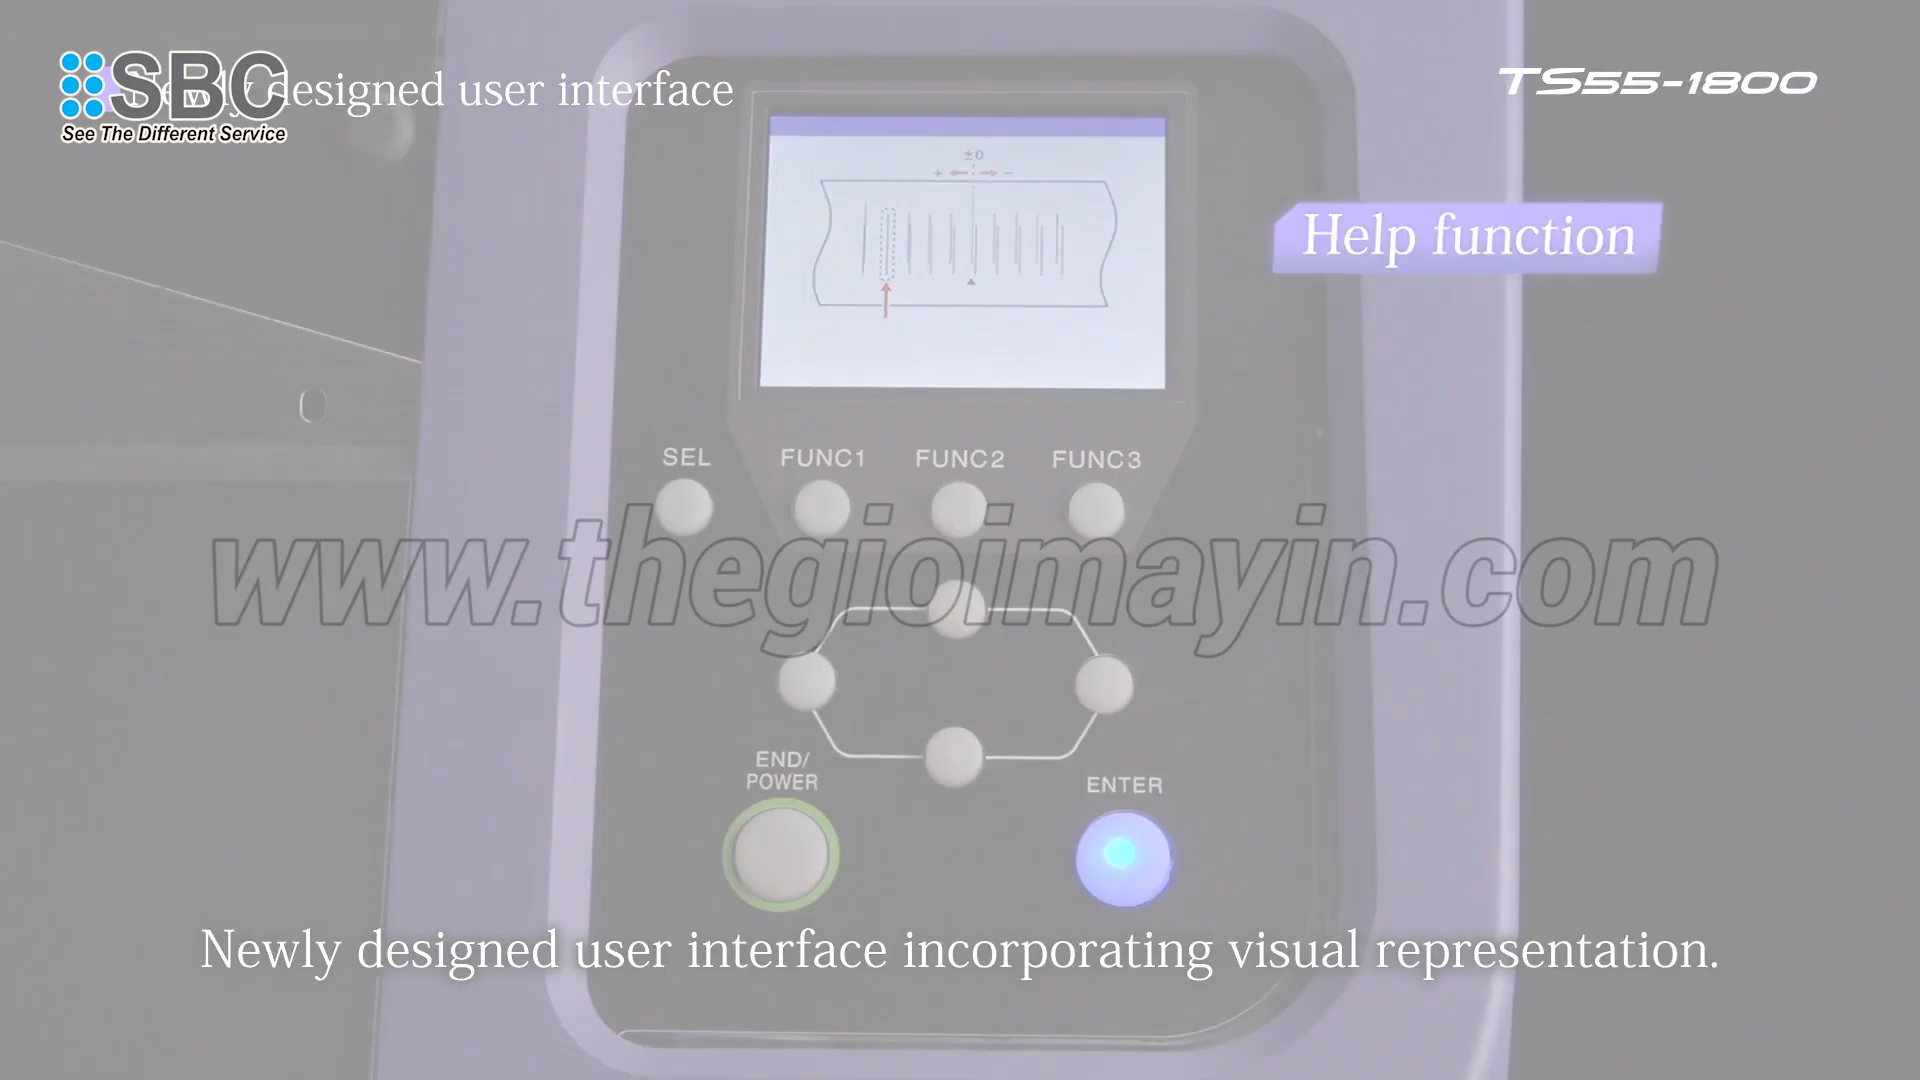 SBC
See The Different Service
Newly designed user interface
TS55-1800
±0
+ -
Help function
SEL FUNC1 FUNC2 FUNC3
www.thegioimayin.com
END/
POWER
ENTER
Newly designed user interface incorporating visual representation.